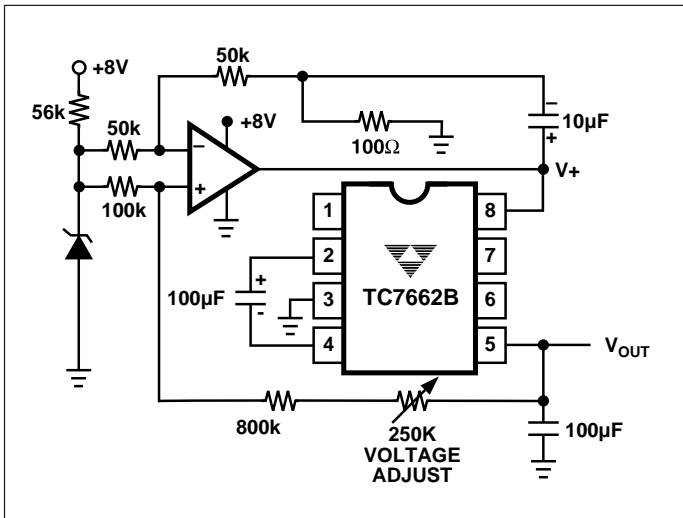 50k
+8V
56k
50k
+8V
100Ω
10µF
−
+
100k
−
+
V+
1
2
3
4
8
7
6
5
TC7662B
100µF
+
-
VOUT
800k
250K
VOLTAGE
ADJUST
100µF